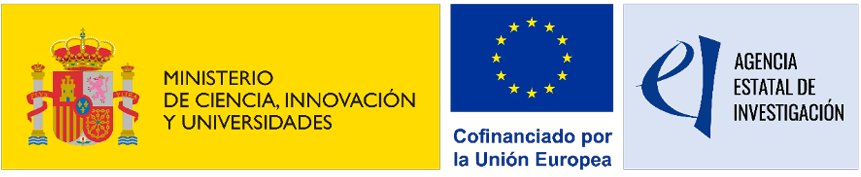 MINISTERIO
DE CIENCIA, INNOVACIÓN
Y UNIVERSIDADES
Cofinanciado por
la Unión Europea
AGENCIA
ESTATAL DE
INVESTIGACIÓN